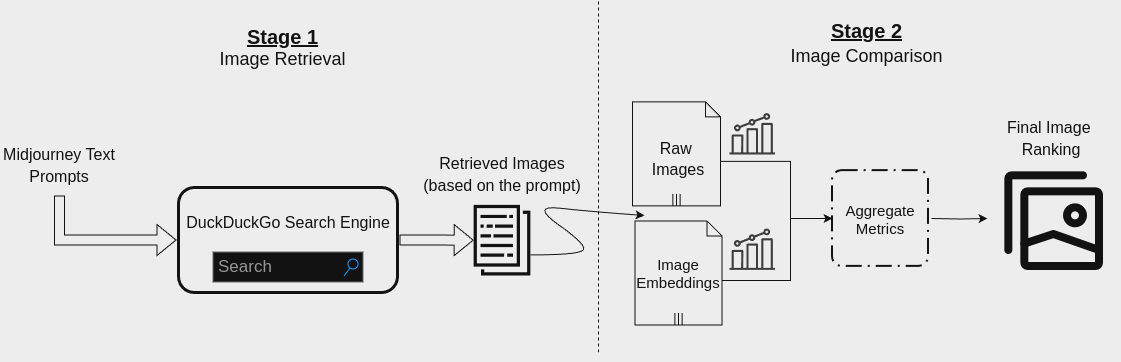 Stage 1
Image Retrieval
Midjourney Text
Prompts
DuckDuckGo Search Engine
Search
Retrieved Images
(based on the prompt)
Stage 2
Image Comparison
Raw
Images
Image
Embeddings
Aggregate
Metrics
Final Image
Ranking